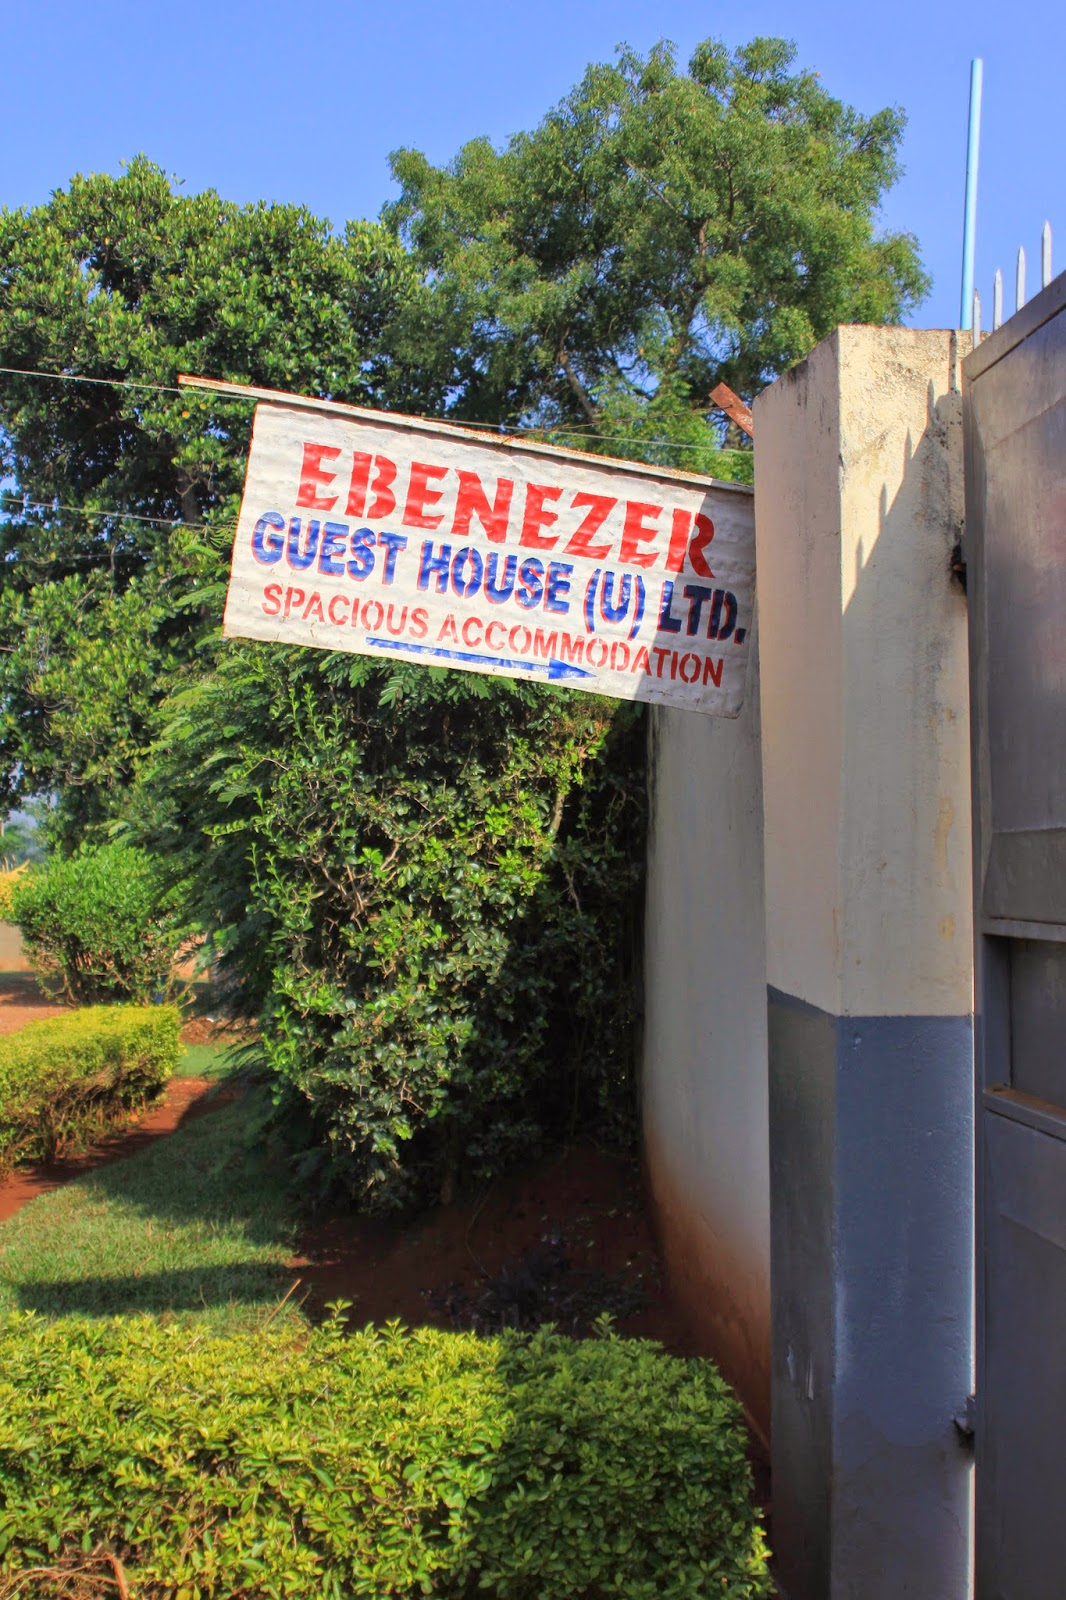 EBENEZER
GUEST HOUSE (U) LTD.
SPACIOUS ACCOMMODATION